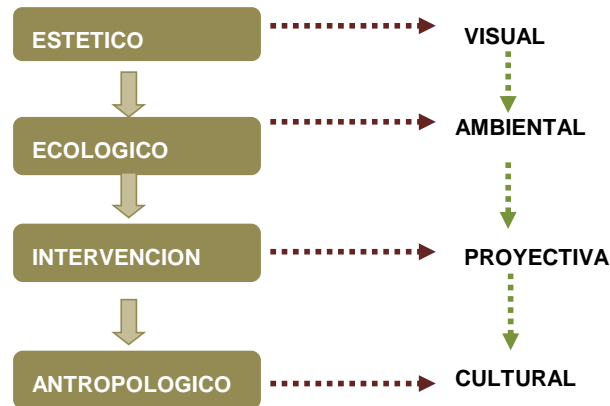 ESTETICO
VISUAL
ECOLOGICO
AMBIENTAL
INTERVENCION
PROYECTIVA
ANTROPOLOGICO
CULTURAL